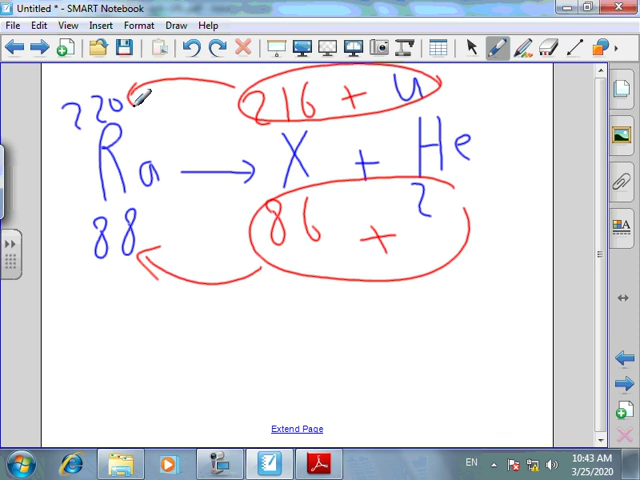 Untitled * - SMART Notebook
File Edit View Insert Format Draw Help
220 216 + 4
Ra → X + He
88 86 + 2
Extend Page
EN
10:43 AM
3/25/2020